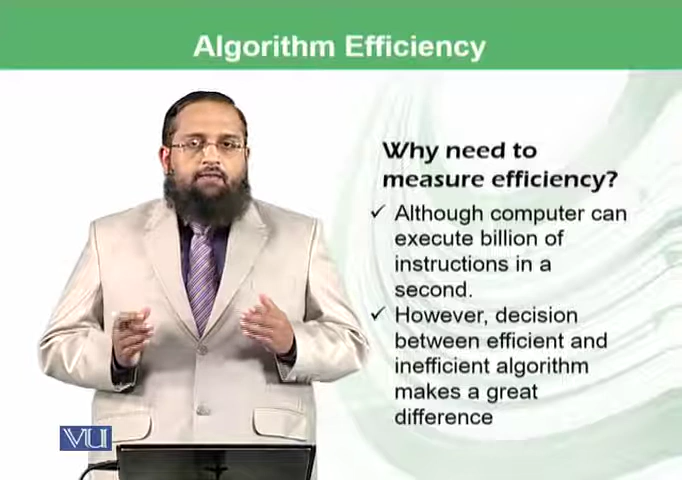 Algorithm Efficiency
Why need to
measure efficiency?
✓ Although computer can
execute billion of
instructions in a
second.
✓ However, decision
between efficient and
inefficient algorithm
makes a great
difference
VU